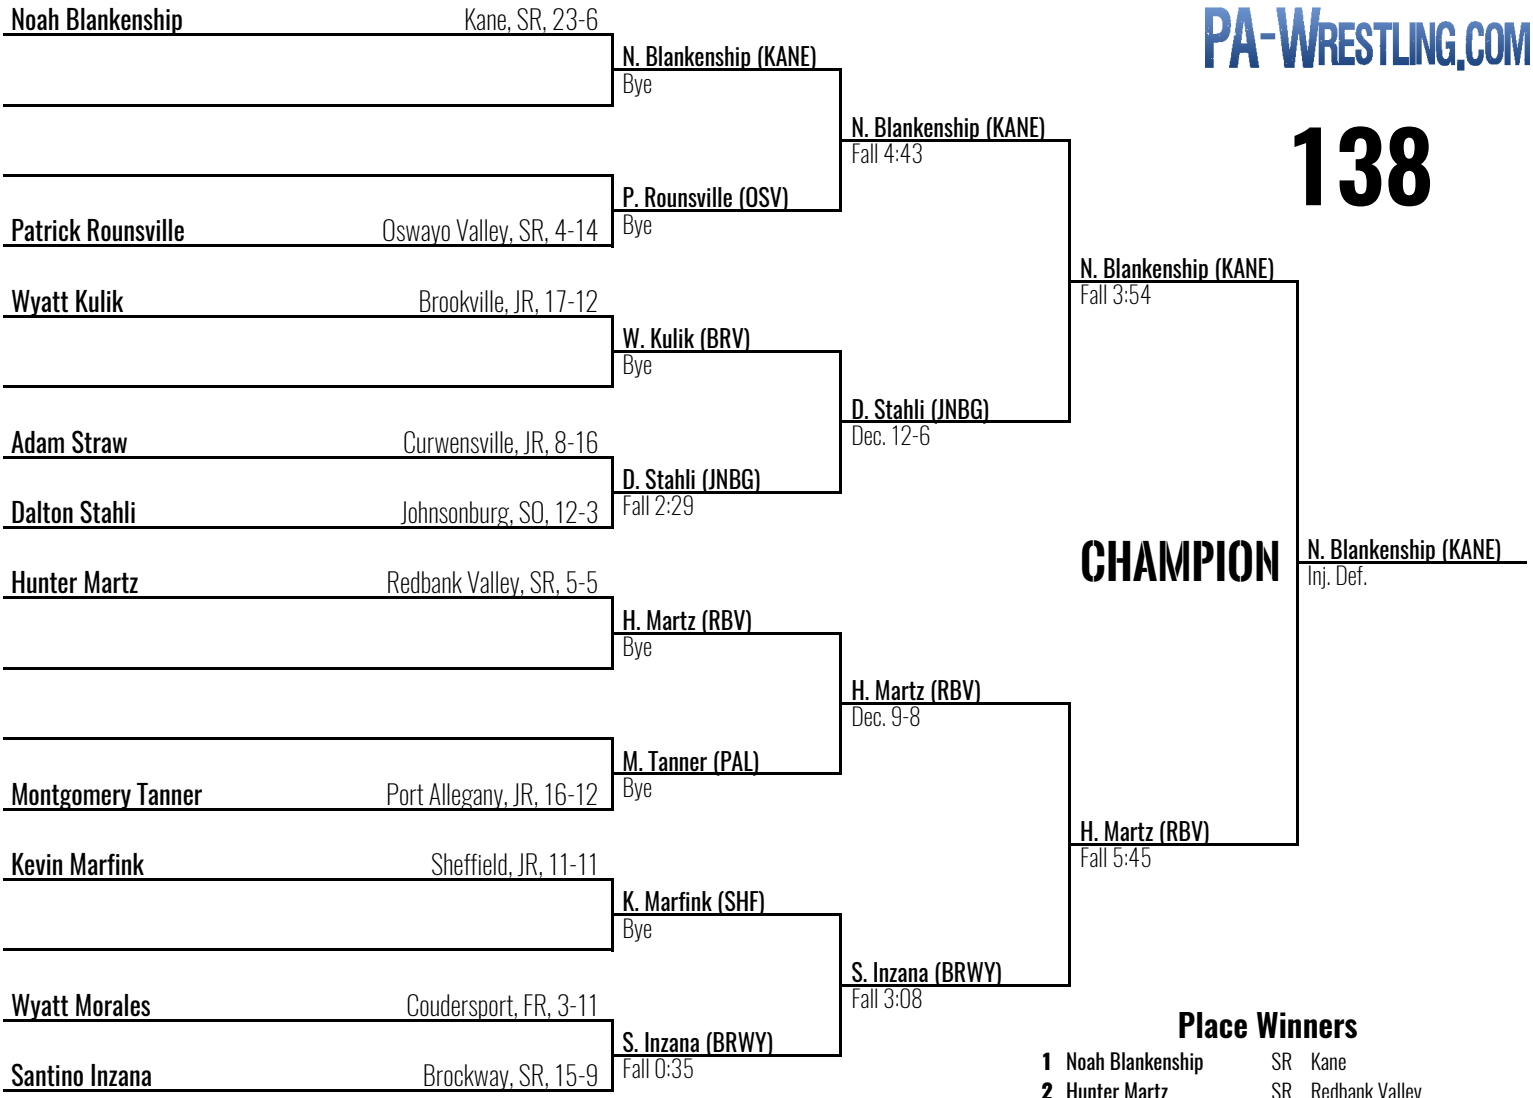 PA-WRESTLING.COM
138
Noah Blankenship Kane, SR, 23-6
N. Blankenship (KANE)
Bye
N. Blankenship (KANE)
Fall 4:43
P. Rounsville (OSV)
Bye
Patrick Rounsville Oswayo Valley, SR, 4-14
N. Blankenship (KANE)
Fall 3:54
Wyatt Kulik Brookville, JR, 17-12
W. Kulik (BRV)
Bye
D. Stahli (JNBG)
Dec. 12-6
Adam Straw Curwensville, JR, 8-16
D. Stahli (JNBG)
Fall 2:29
Dalton Stahli Johnsonburg, SO, 12-3
CHAMPION
N. Blankenship (KANE)
Inj. Def.
Hunter Martz Redbank Valley, SR, 5-5
H. Martz (RBV)
Bye
H. Martz (RBV)
Dec. 9-8
M. Tanner (PAL)
Bye
Montgomery Tanner Port Allegany, JR, 16-12
H. Martz (RBV)
Fall 5:45
Kevin Marfink Sheffield, JR, 11-11
K. Marfink (SHF)
Bye
S. Inzana (BRWY)
Fall 3:08
Wyatt Morales Coudersport, FR, 3-11
S. Inzana (BRWY)
Fall 0:35
Santino Inzana Brockway, SR, 15-9
Place Winners
1 Noah Blankenship SR Kane
2 Hunter Martz SR Redbank Valley